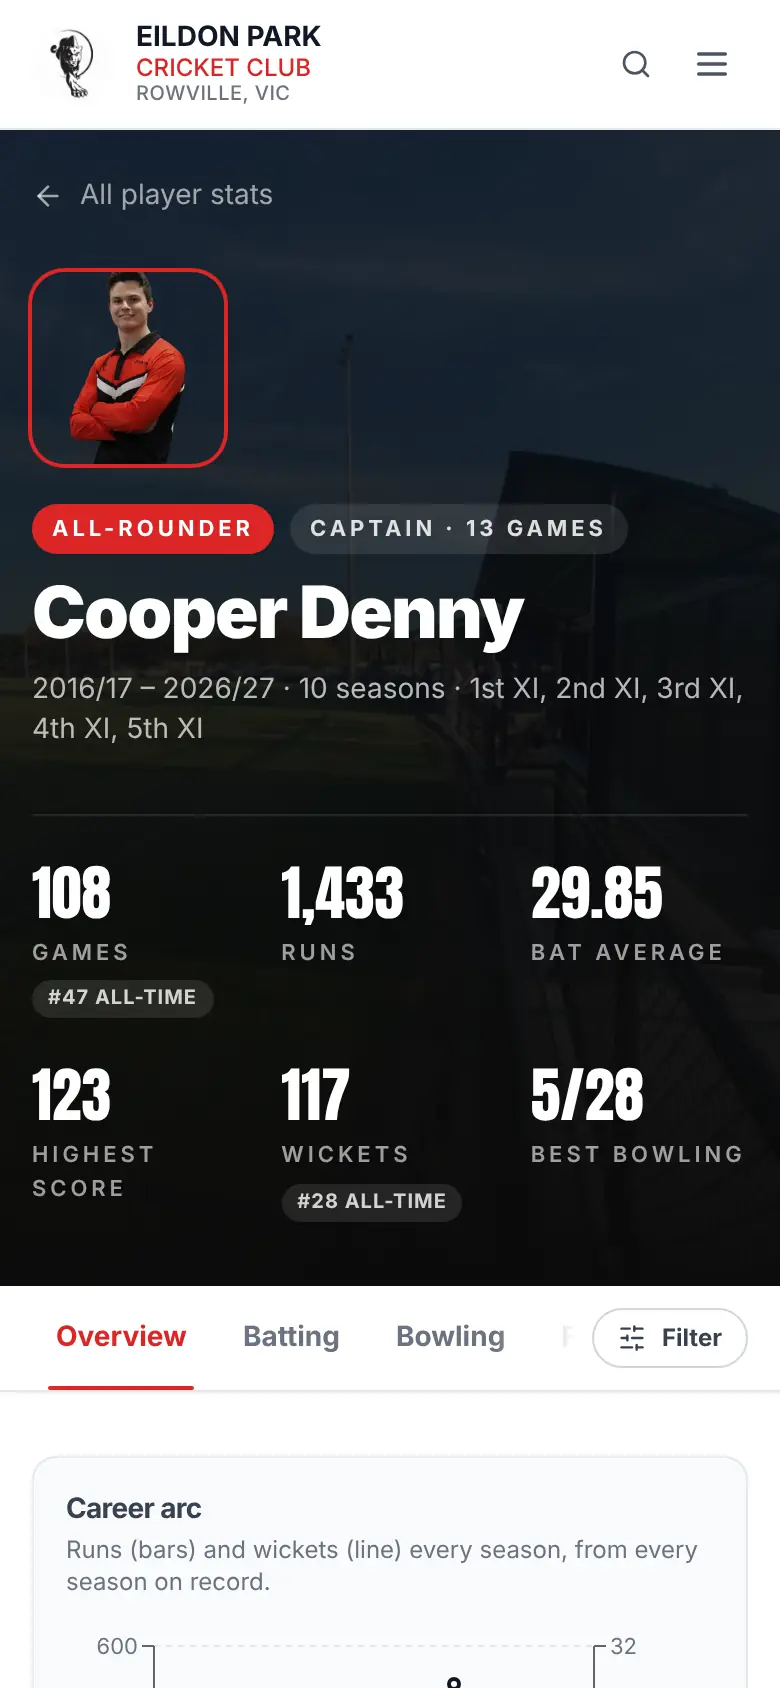 EILDON PARK
CRICKET CLUB
ROWVILLE, VIC
← All player stats
ALL-ROUNDER
CAPTAIN · 13 GAMES
Cooper Denny
2016/17 – 2026/27 · 10 seasons · 1st XI, 2nd XI, 3rd XI,
4th XI, 5th XI
108
1,433
29.85
GAMES
RUNS
BAT AVERAGE
#47 ALL-TIME
123
117
5/28
HIGHEST
SCORE
WICKETS
BEST BOWLING
#28 ALL-TIME
Overview
Batting
Bowling
Filter
Career arc
Runs (bars) and wickets (line) every season, from every
season on record.
600
32